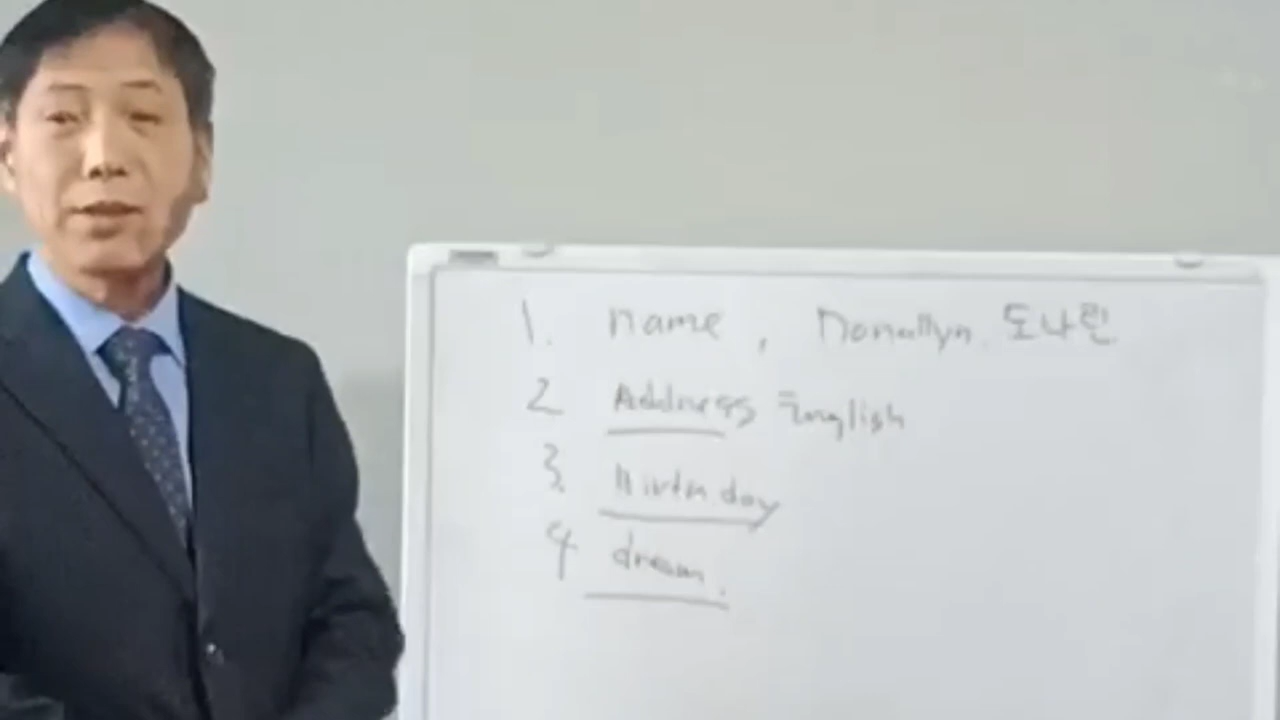 1. name, Donallyn. 도나린
2 Address English
3. Birthday
4 dream.